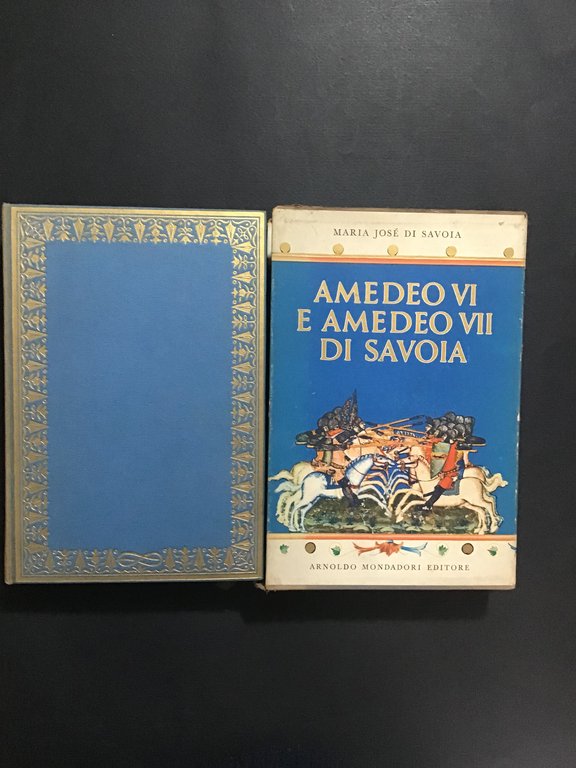 MARIA JOSÉ DI SAVOIA
AMEDEO VI
E AMEDEO VII
DI SAVOIA
ARNOLDO MONDADORI EDITORE